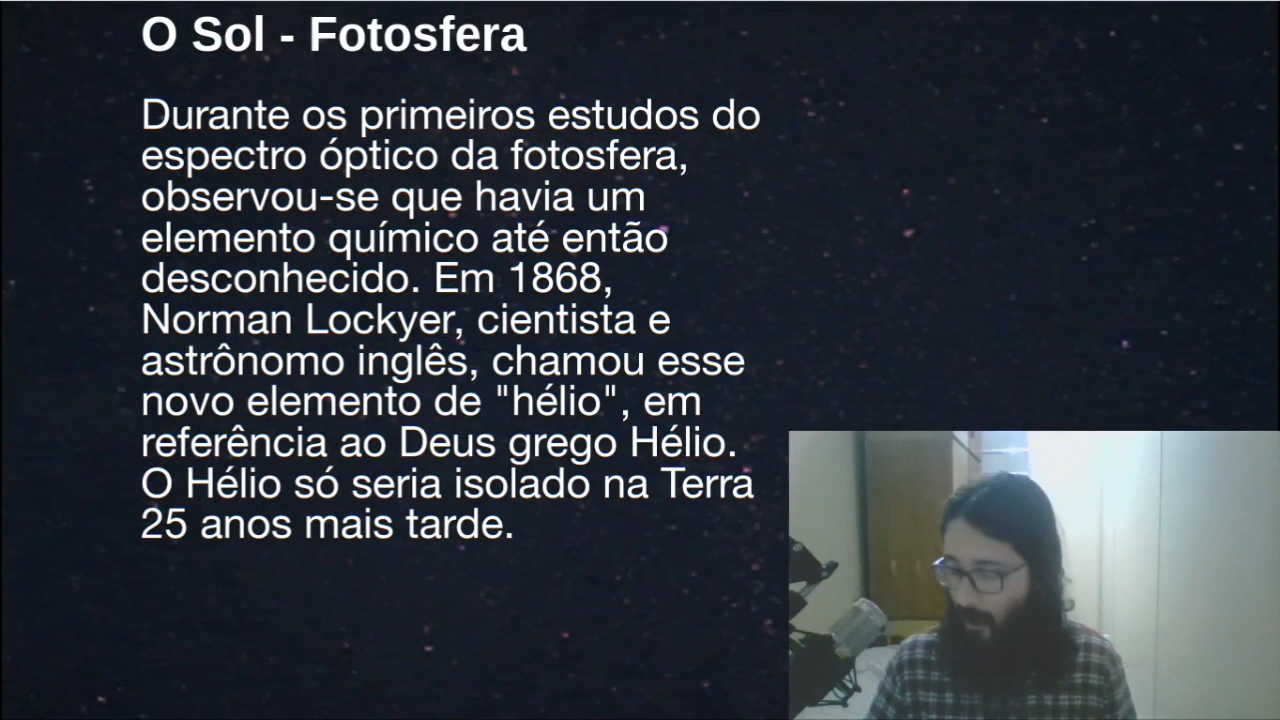 O Sol - Fotosfera
Durante os primeiros estudos do
espectro óptico da fotosfera,
observou-se que havia um
elemento químico até então
desconhecido. Em 1868,
Norman Lockyer, cientista e
astrônomo inglês, chamou esse
novo elemento de "hélio", em
referência ao Deus grego Hélio.
O Hélio só seria isolado na Terra
25 anos mais tarde.